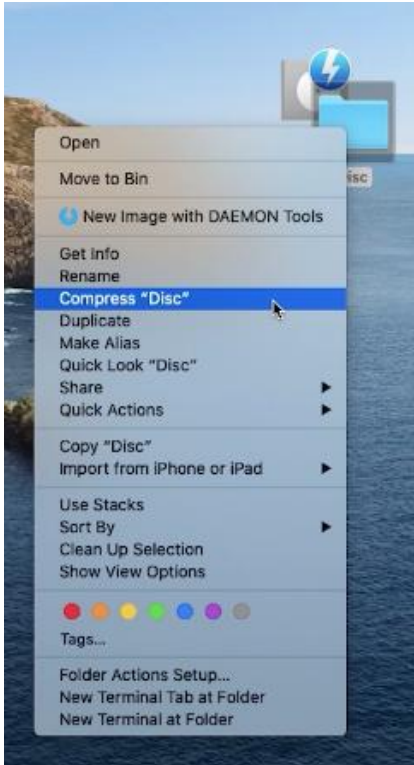 isc
Open
Move to Bin
New Image with DAEMON Tools
Get Info
Rename
Compress “Disc”
Duplicate
Make Alias
Quick Look “Disc”
Share
Quick Actions
Copy “Disc”
Import from iPhone or iPad
Use Stacks
Sort By
Clean Up Selection
Show View Options
Tags...
Folder Actions Setup...
New Terminal Tab at Folder
New Terminal at Folder